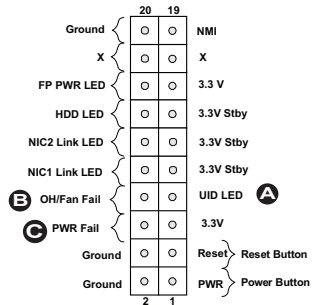 20 19
Ground NMI
X X
FP PWR LED 3.3 V
HDD LED 3.3V Stby
NIC2 Link LED 3.3V Stby
NIC1 Link LED 3.3V Stby
B OH/Fan Fail UID LED A
C PWR Fail 3.3V
Ground Reset Reset Button
Ground PWR Power Button
2 1